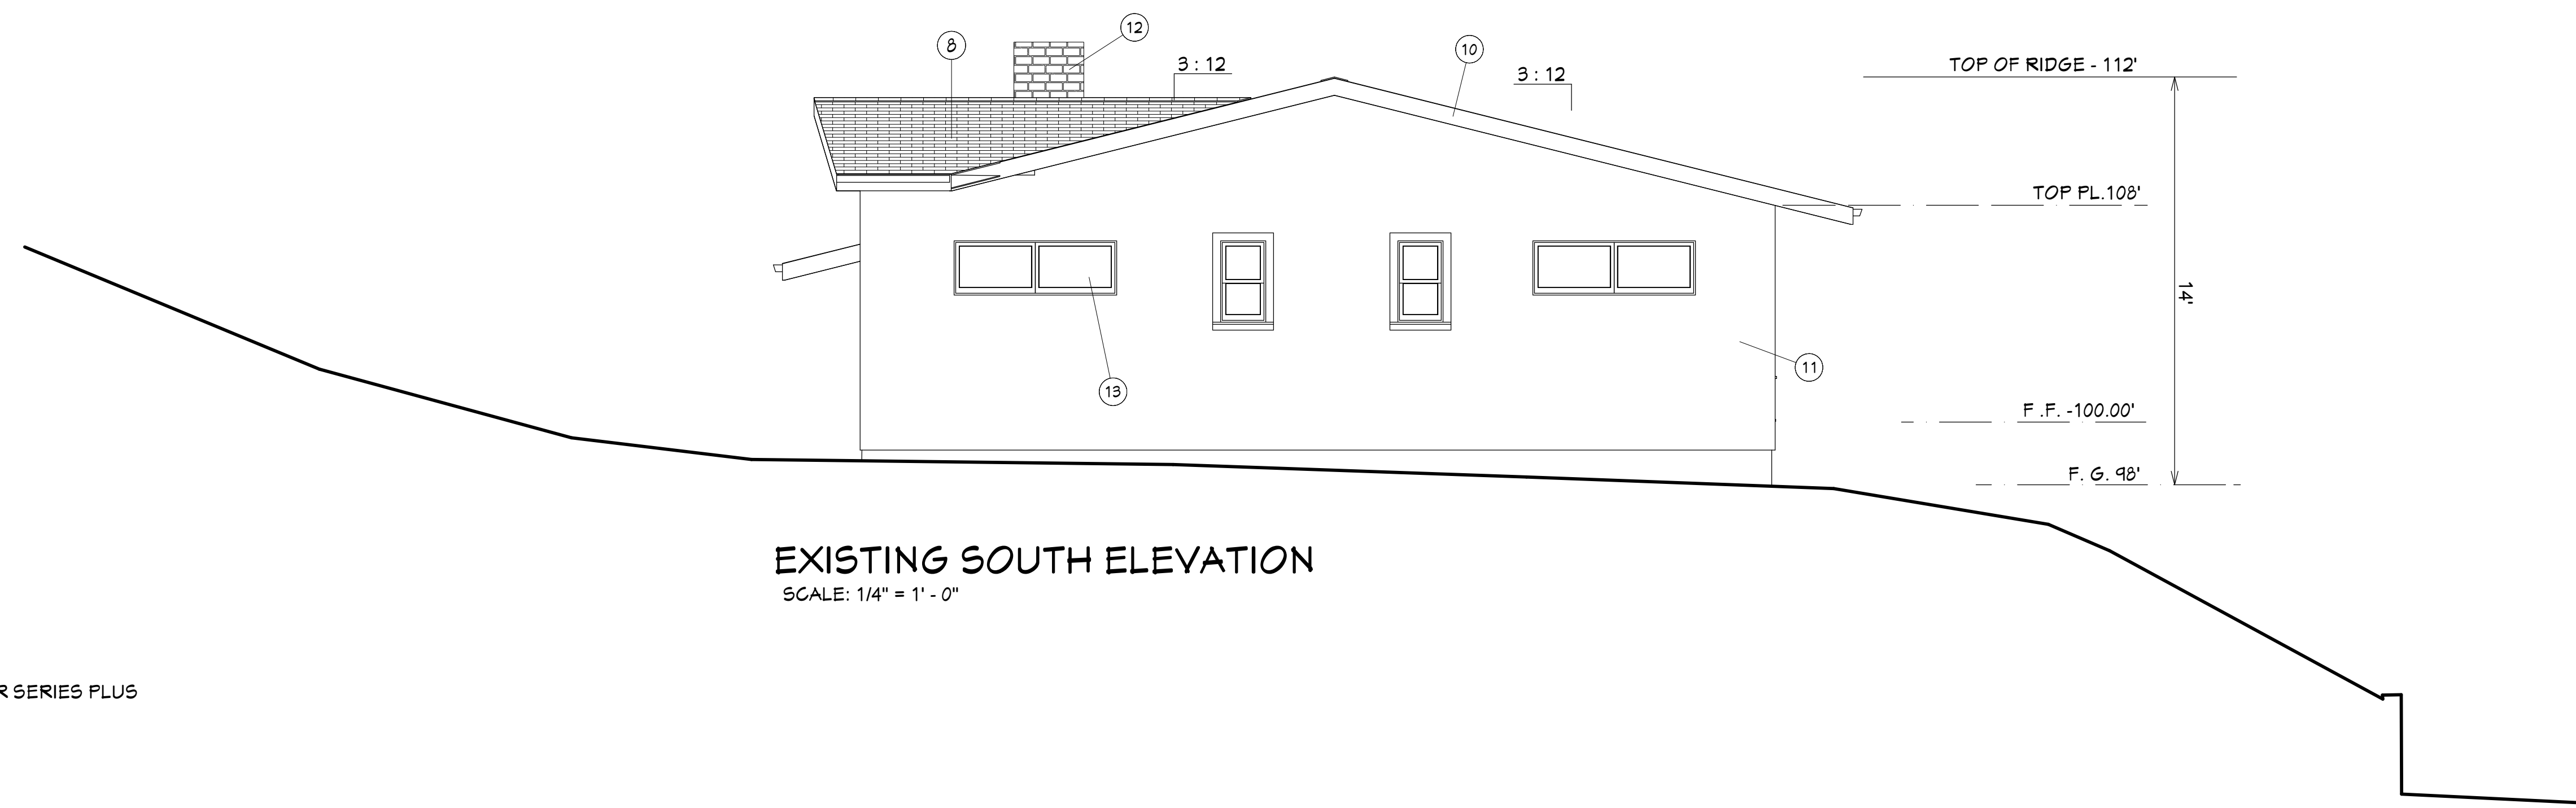 12
8
10
3 : 12
3 : 12
TOP OF RIDGE - 112'
TOP PL.108'
14'
11
13
F .F. -100.00'
F. G. 98'
EXISTING SOUTH ELEVATION
SCALE: 1/4" = 1' - 0"
R SERIES PLUS